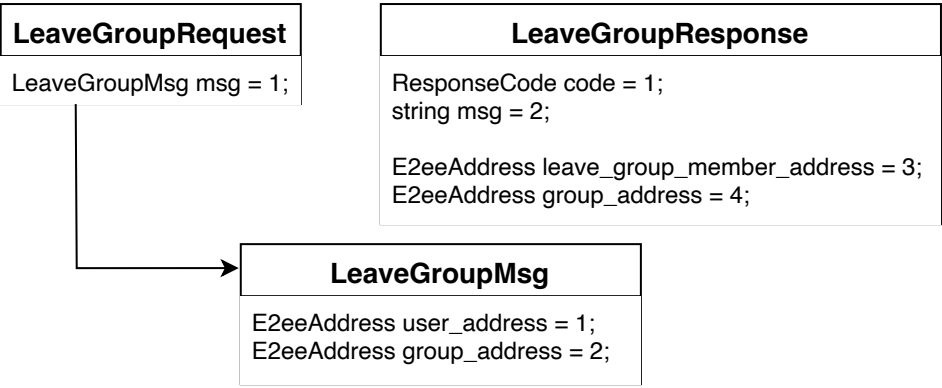 LeaveGroupRequest
LeaveGroupMsg msg = 1;
LeaveGroupResponse
ResponseCode code = 1;
string msg = 2;
E2eeAddress leave_group_member_address = 3;
E2eeAddress group_address = 4;
LeaveGroupMsg
E2eeAddress user_address = 1;
E2eeAddress group_address = 2;